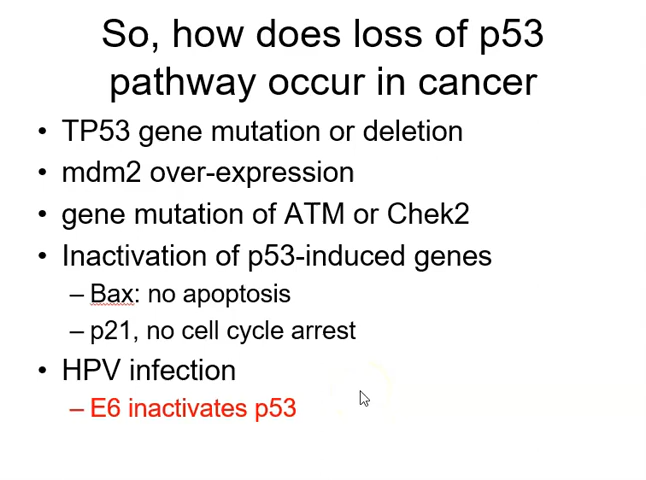 So, how does loss of p53
pathway occur in cancer
• TP53 gene mutation or deletion
• mdm2 over-expression
• gene mutation of ATM or Chek2
• Inactivation of p53-induced genes
– Bax: no apoptosis
– p21, no cell cycle arrest
• HPV infection
– E6 inactivates p53